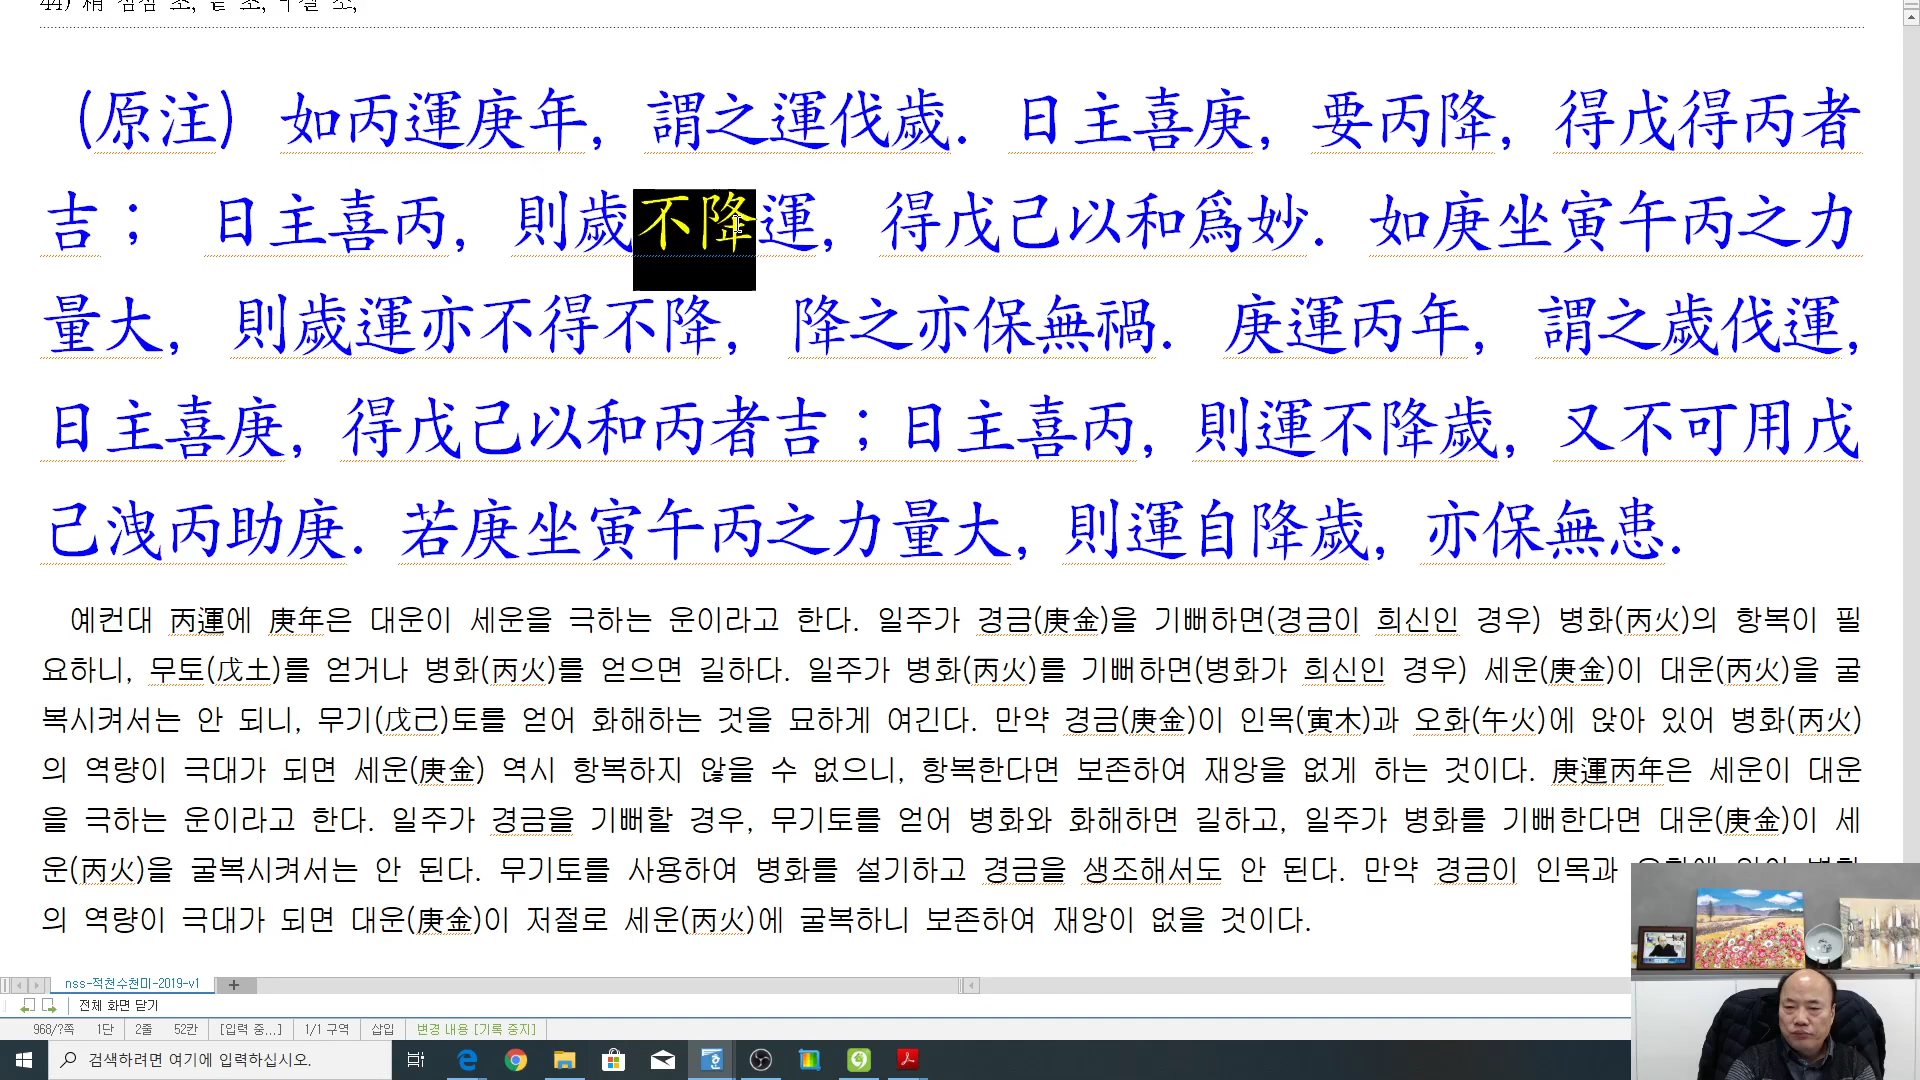 (原注) 如丙運庚年, 謂之運伐歲. 日主喜庚, 要丙降, 得戊得丙者
吉; 日主喜丙, 則歲不降運, 得戊己以和爲妙. 如庚坐寅午丙之力
量大, 則歲運亦不得不降, 降之亦保無禍. 庚運丙年, 謂之歲伐運,
日主喜庚, 得戊己以和丙者吉; 日主喜丙, 則運不降歲, 又不可用戊
己洩丙助庚. 若庚坐寅午丙之力量大, 則運自降歲, 亦保無患.
예컨대 丙運에 庚年은 대운이 세운을 극하는 운이라고 한다. 일주가 경금(庚金)을 기뻐하면(경금이 희신인 경우) 병화(丙火)의 항복이 필
요하니, 무토(戊土)를 얻거나 병화(丙火)를 얻으면 길하다. 일주가 병화(丙火)를 기뻐하면(병화가 희신인 경우) 세운(庚金)이 대운(丙火)을 굴
복시켜서는 안 되니, 무기(戊己)토를 얻어 화해하는 것을 묘하게 여긴다. 만약 경금(庚金)이 인목(寅木)과 오화(午火)에 앉아 있어 병화(丙火)
의 역량이 극대가 되면 세운(庚金) 역시 항복하지 않을 수 없으니, 항복한다면 보존하여 재앙을 없게 하는 것이다. 庚運丙年은 세운이 대운
을 극하는 운이라고 한다. 일주가 경금을 기뻐할 경우, 무기토를 얻어 병화와 화해하면 길하고, 일주가 병화를 기뻐한다면 대운(庚金)이 세
운(丙火)을 굴복시켜서는 안 된다. 무기토를 사용하여 병화를 설기하고 경금을 생조해서도 안 된다. 만약 경금이 인목과
의 역량이 극대가 되면 대운(庚金)이 저절로 세운(丙火)에 굴복하니 보존하여 재앙이 없을 것이다.
nss-적천수천미-2019-v1
전체 화면 닫기
968/?쪽 1단 2줄 52칸 [입력 중...] 1/1 구역 삽입 변경 내용 [기록 중지]
검색하려면 여기에 입력하십시오.